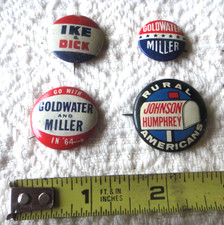 IKE
&
DICK
GOLDWATER
MILLER
GO WITH
GOLDWATER
AND
MILLER
IN '64
RURAL
JOHNSON
HUMPHREY
AMERICANS
1
FT & IN
INCHES
2